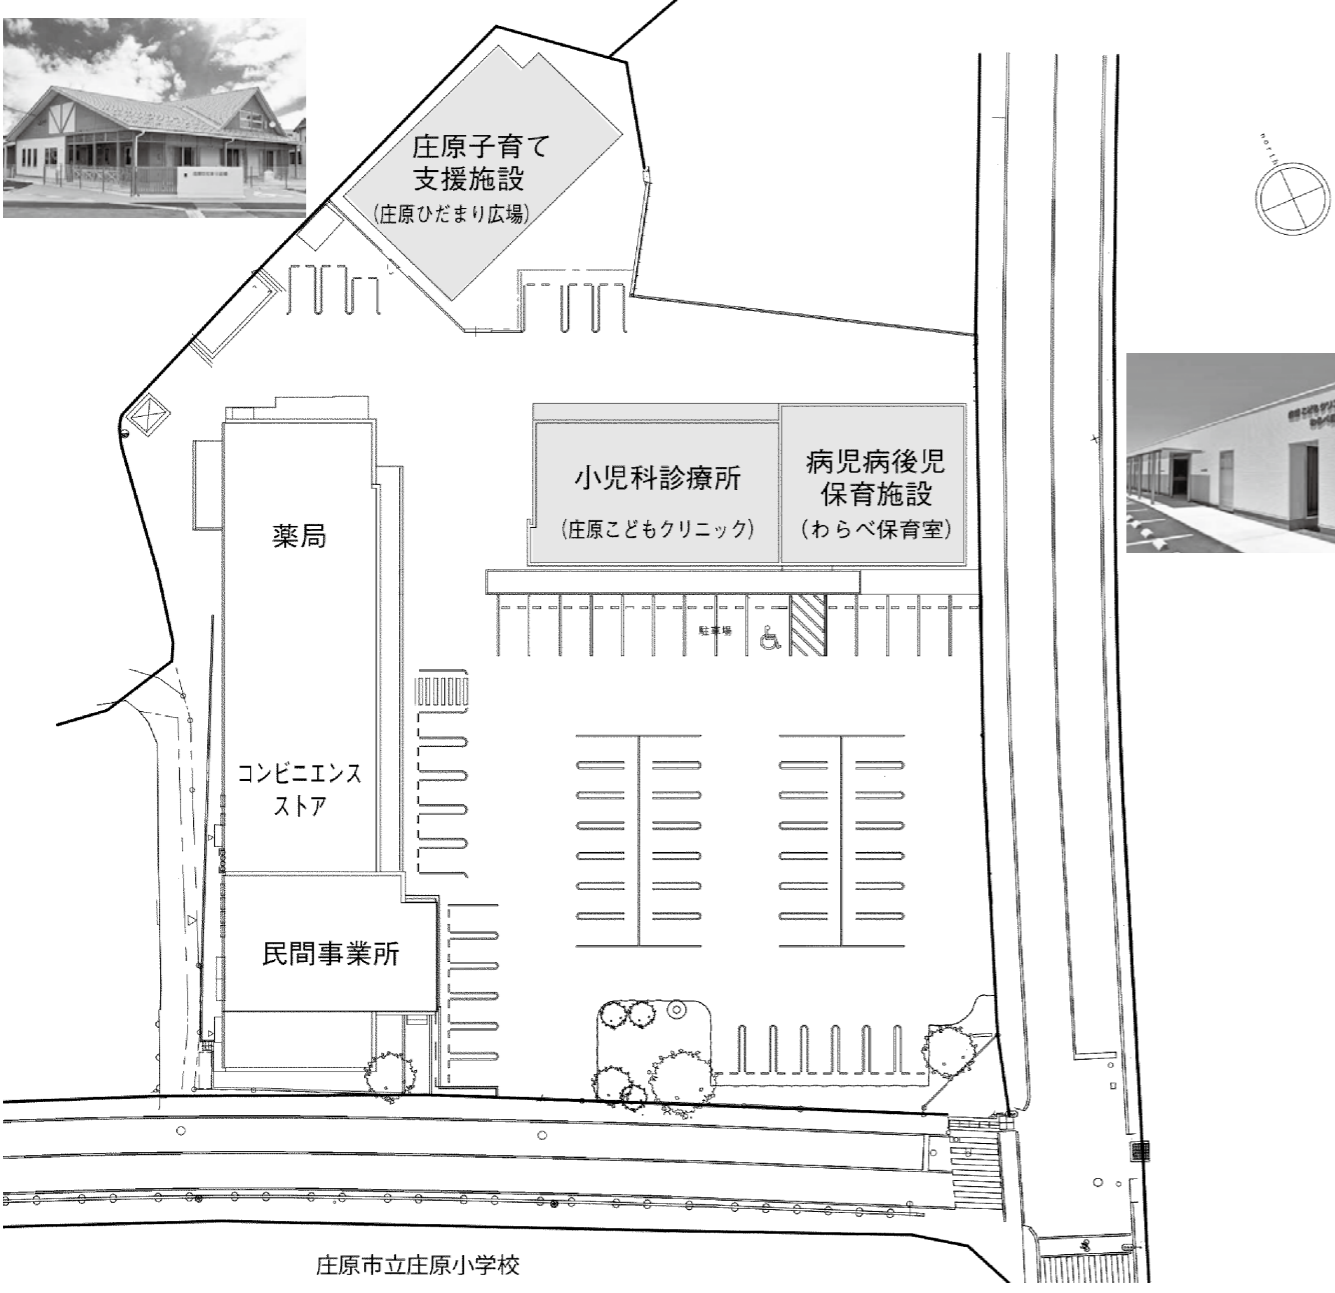 庄原子育て
支援施設
(庄原ひだまり広場)
north
小児科診療所
(庄原こどもクリニック)
病児病後児
保育施設
(わらべ保育室)
薬局
駐車場
コンビニエンス
ストア
民間事業所
庄原市立庄原小学校